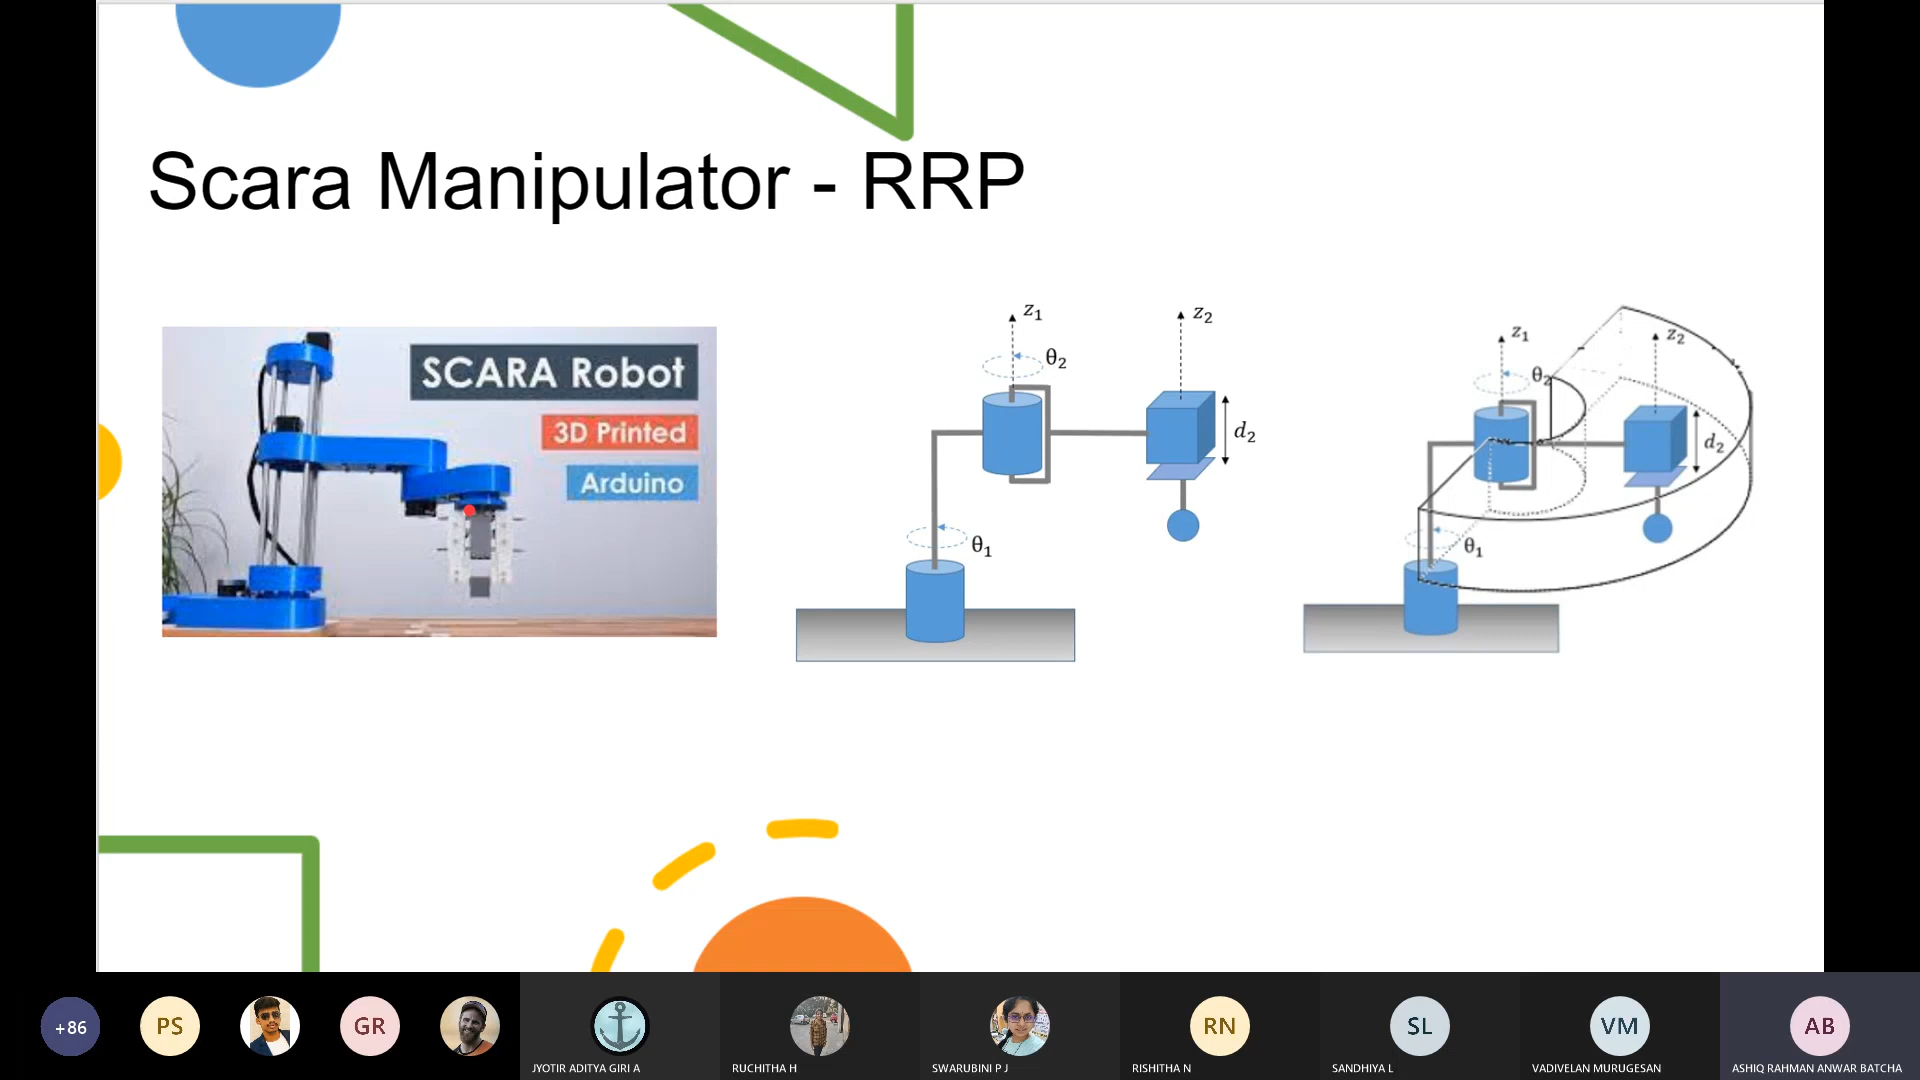 Scara Manipulator - RRP
SCARA Robot
3D Printed
Arduino
z₁
θ₂
z₂
d₂
θ₁
z₁
θ₂
z₂
d₂
θ₁
+86
PS
GR
JYOTIR ADITYA GIRI A
RUCHITHA H
SWARUBINI P J
RN
RISHITHA N
SL
SANDHIYA L
VM
VADIVELAN MURUGESAN
AB
ASHIQ RAHMAN ANWAR BATCHA